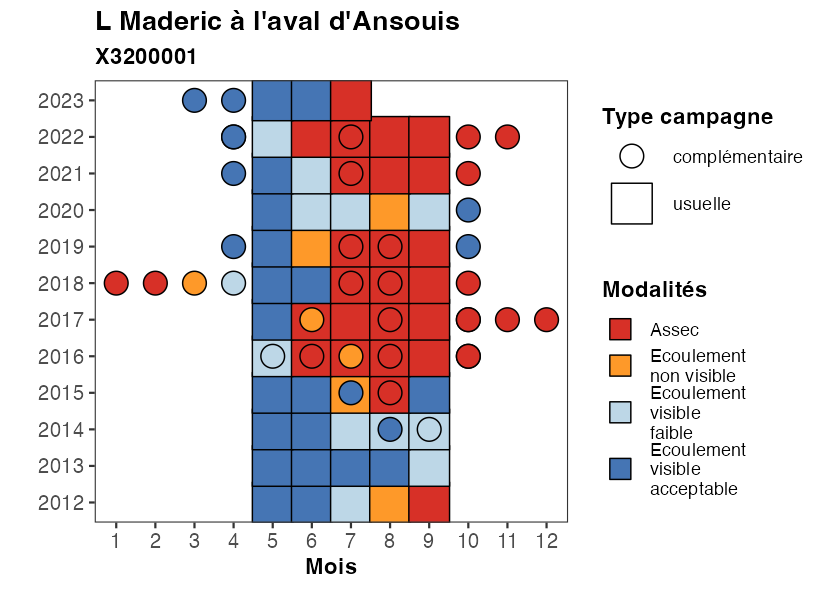 L Maderic à l'aval d'Ansouis
X3200001
2023
2022
2021
2020
2019
2018
2017
2016
2015
2014
2013
2012
1 2 3 4 5 6 7 8 9 10 11 12
Mois
Type campagne
complémentaire
usuelle
Modalités
Assec
Ecoulement
non visible
Ecoulement
visible
faible
Ecoulement
visible
acceptable